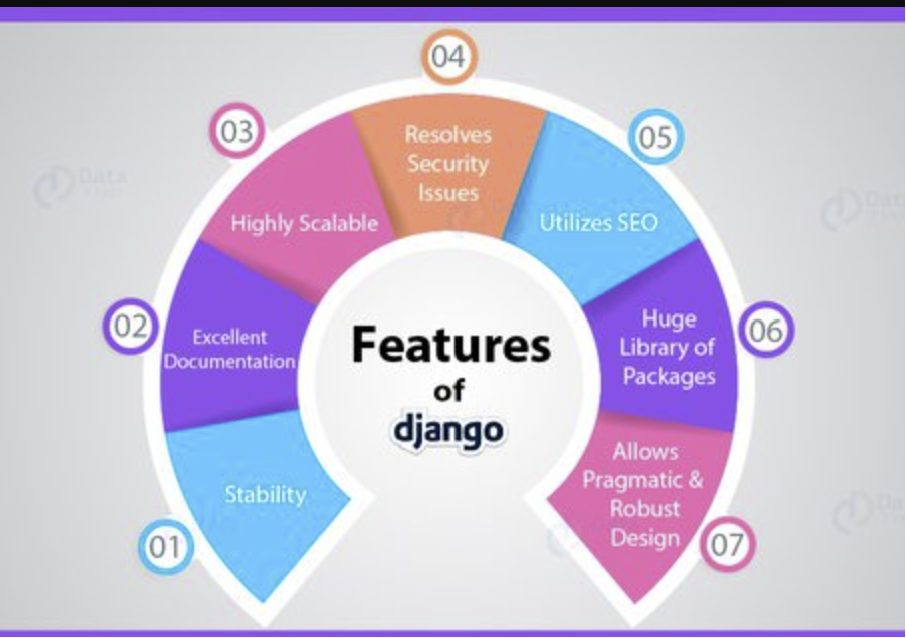 04
03
05
Resolves
Security
Issues
Highly Scalable
Utilizes SEO
02
Excellent
Documentation
06
Huge
Library of
Packages
Features
of
django
01
Stability
Allows
Pragmatic &
Robust
Design
07
Data